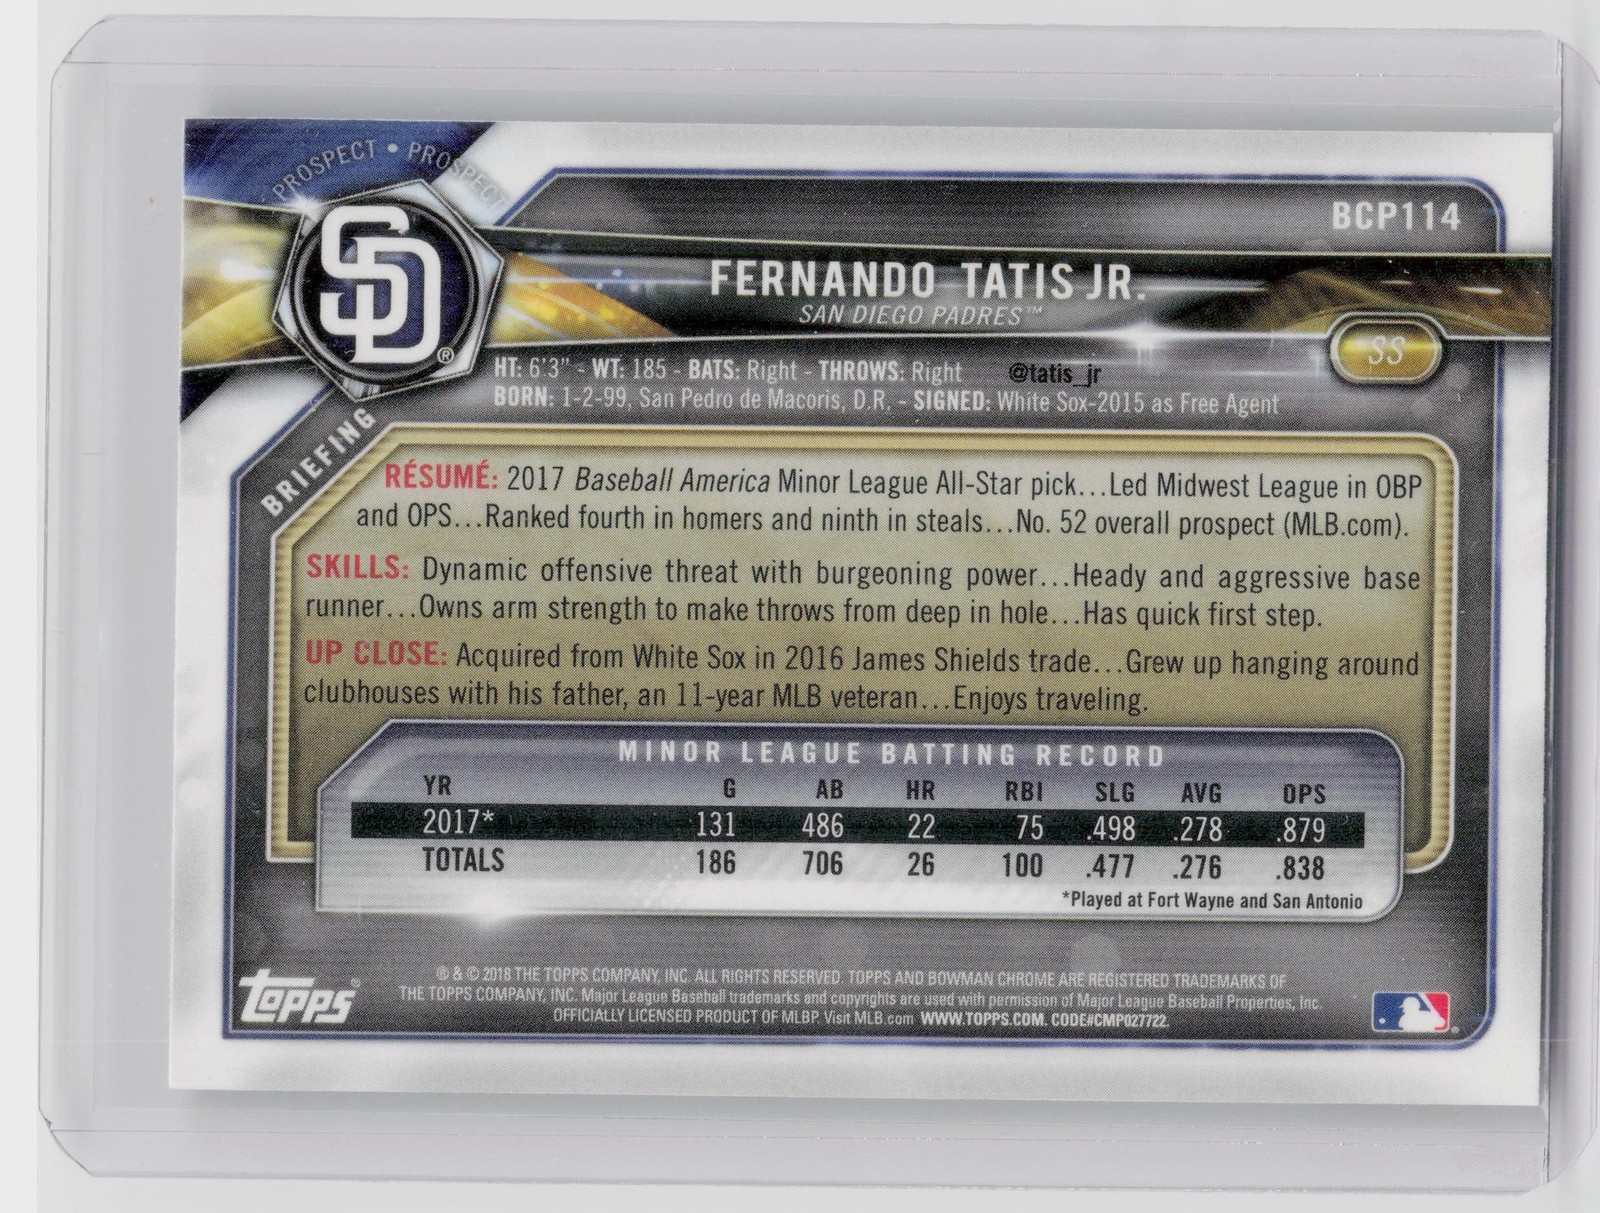 PROSPECT • PROSPECT
SD®
BCP114
FERNANDO TATIS JR.
SAN DIEGO PADRES™
SS
HT: 6'3" - WT: 185 - BATS: Right - THROWS: Right @tatis_jr
BORN: 1-2-99, San Pedro de Macoris, D.R. - SIGNED: White Sox-2015 as Free Agent
BRIEFING
RÉSUMÉ: 2017 Baseball America Minor League All-Star pick...Led Midwest League in OBP
and OPS...Ranked fourth in homers and ninth in steals...No. 52 overall prospect (MLB.com).
SKILLS: Dynamic offensive threat with burgeoning power...Heady and aggressive base
runner...Owns arm strength to make throws from deep in hole...Has quick first step.
UP CLOSE: Acquired from White Sox in 2016 James Shields trade...Grew up hanging around
clubhouses with his father, an 11-year MLB veteran...Enjoys traveling.
MINOR LEAGUE BATTING RECORD
YR G AB HR RBI SLG AVG OPS
2017* 131 486 22 75 .498 .278 .879
TOTALS 186 706 26 100 .477 .276 .838
*Played at Fort Wayne and San Antonio
Topps®
® & © 2018 THE TOPPS COMPANY, INC. ALL RIGHTS RESERVED. TOPPS AND BOWMAN CHROME ARE REGISTERED TRADEMARKS OF
THE TOPPS COMPANY, INC. Major League Baseball trademarks and copyrights are used with permission of Major League Baseball Properties, Inc.
OFFICIALLY LICENSED PRODUCT OF MLBP. Visit MLB.com WWW.TOPPS.COM. CODE#CMP027722.